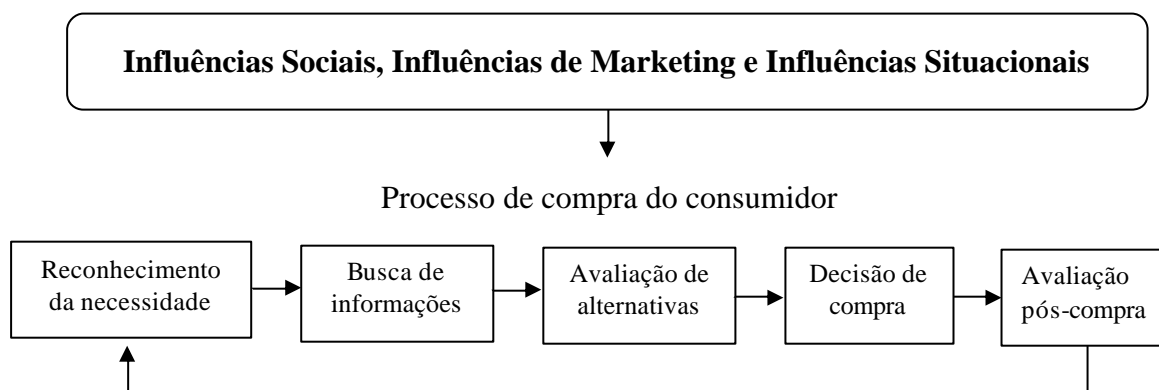 Influências Sociais, Influências de Marketing e Influências Situacionais
Processo de compra do consumidor
Reconhecimento
da necessidade
Busca de
informações
Avaliação de
alternativas
Decisão de
compra
Avaliação
pós-compra